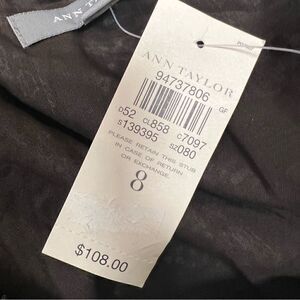 ANN T
ANN TAYLOR
94737806
GF
D52 CL858 C7097
S139395 SZ080
PLEASE RETAIN THIS STUB
IN CASE OF RETURN
OR EXCHANGE.
8
$108.00